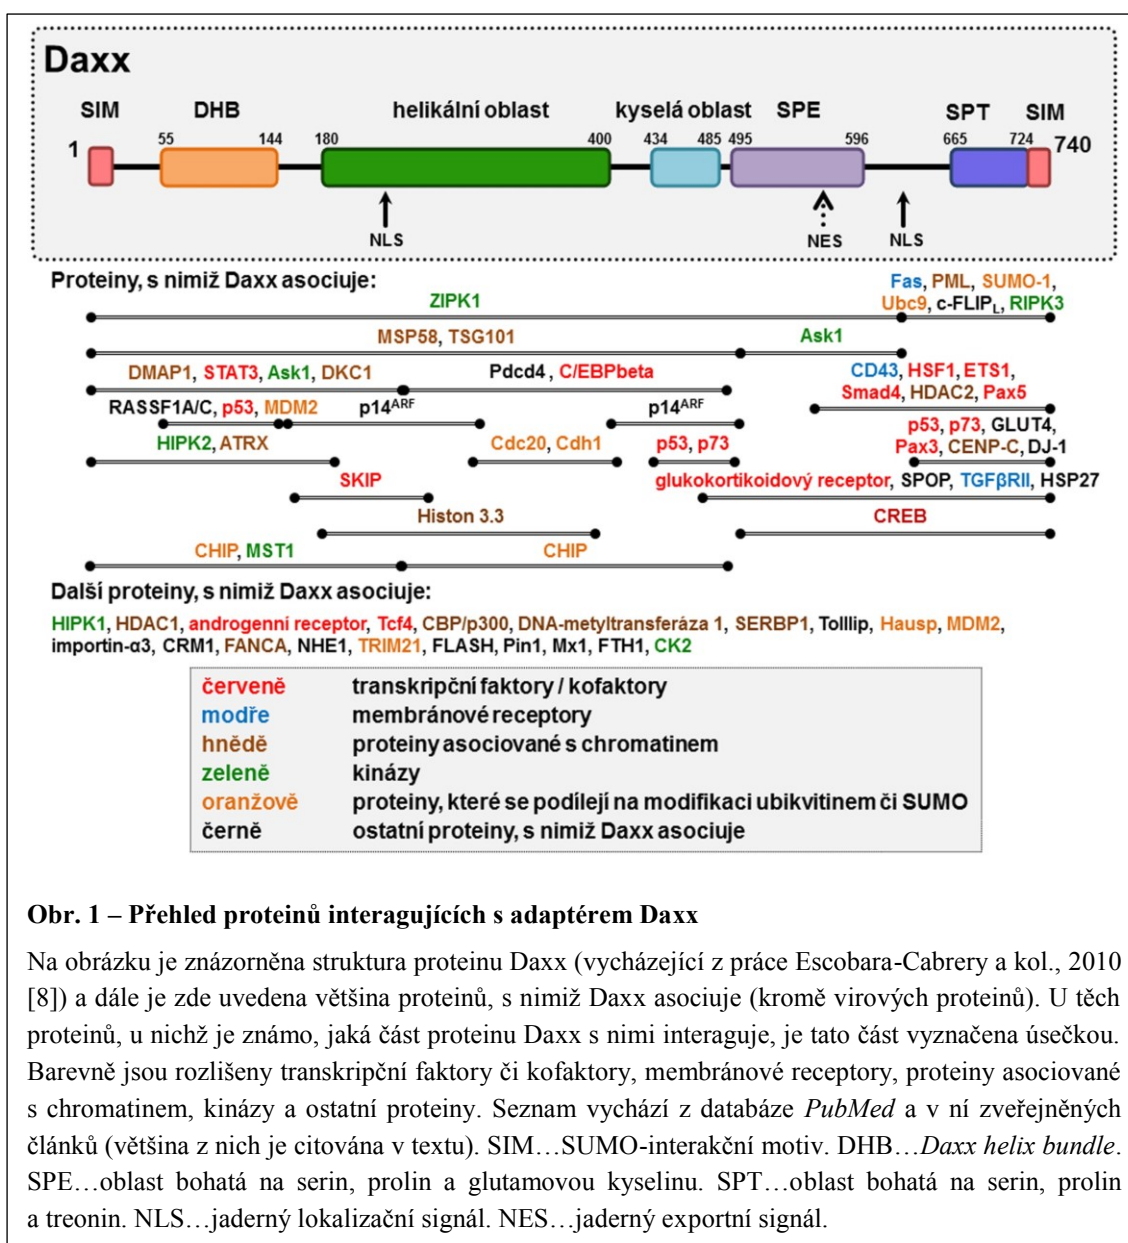 Daxx
SIM DHB helikální oblast kyselá oblast SPE SPT SIM
1 55 144 180 400 434 485 495 596 665 724 740
NLS NES NLS
Proteiny, s nimiž Daxx asociuje:
Fas, PML, SUMO-1,
ZIPK1 Ubc9, c-FLIPL, RIPK3
MSP58, TSG101 Ask1
DMAP1, STAT3, Ask1, DKC1 Pdcd4 , C/EBPbeta CD43, HSF1, ETS1,
Smad4, HDAC2, Pax5
RASSF1A/C, p53, MDM2 p14ARF p14ARF
p53, p73, GLUT4,
HIPK2, ATRX Cdc20, Cdh1 p53, p73 Pax3, CENP-C, DJ-1
SKIP glukokortikoidový receptor, SPOP, TGFβRII, HSP27
Histon 3.3 CREB
CHIP, MST1 CHIP
Další proteiny, s nimiž Daxx asociuje:
HIPK1, HDAC1, androgenní receptor, Tcf4, CBP/p300, DNA-metyltransferáza 1, SERBP1, Tolllip, Hausp, MDM2,
importin-α3, CRM1, FANCA, NHE1, TRIM21, FLASH, Pin1, Mx1, FTH1, CK2
červeně transkripční faktory / kofaktory
modře membránové receptory
hnědě proteiny asociované s chromatinem
zeleně kinázy
oranžově proteiny, které se podílejí na modifikaci ubikvitinem či SUMO
černě ostatní proteiny, s nimiž Daxx asociuje
Obr. 1 – Přehled proteinů interagujících s adaptérem Daxx
Na obrázku je znázorněna struktura proteinu Daxx (vycházející z práce Escobara-Cabrery a kol., 2010
[8]) a dále je zde uvedena většina proteinů, s nimiž Daxx asociuje (kromě virových proteinů). U těch
proteinů, u nichž je známo, jaká část proteinu Daxx s nimi interaguje, je tato část vyznačena úsečkou.
Barevně jsou rozlišeny transkripční faktory či kofaktory, membránové receptory, proteiny asociované
s chromatinem, kinázy a ostatní proteiny. Seznam vychází z databáze PubMed a v ní zveřejněných
článků (většina z nich je citována v textu). SIM…SUMO-interakční motiv. DHB…Daxx helix bundle.
SPE…oblast bohatá na serin, prolin a glutamovou kyselinu. SPT…oblast bohatá na serin, prolin
a treonin. NLS…jaderný lokalizační signál. NES…jaderný exportní signál.